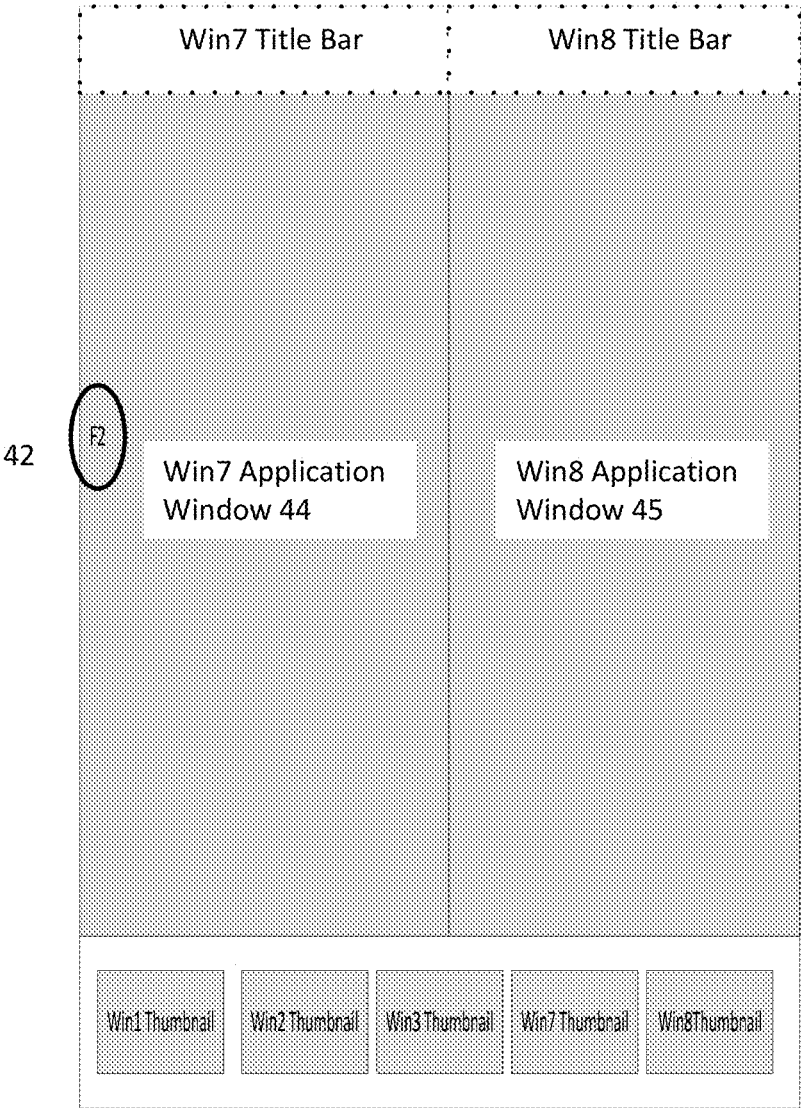 Win7 Title Bar
Win8 Title Bar
F2
42
Win7 Application
Window 44
Win8 Application
Window 45
Win1 Thumbnail
Win2 Thumbnail
Win3 Thumbnail
Win7 Thumbnail
Win8Thumbnail